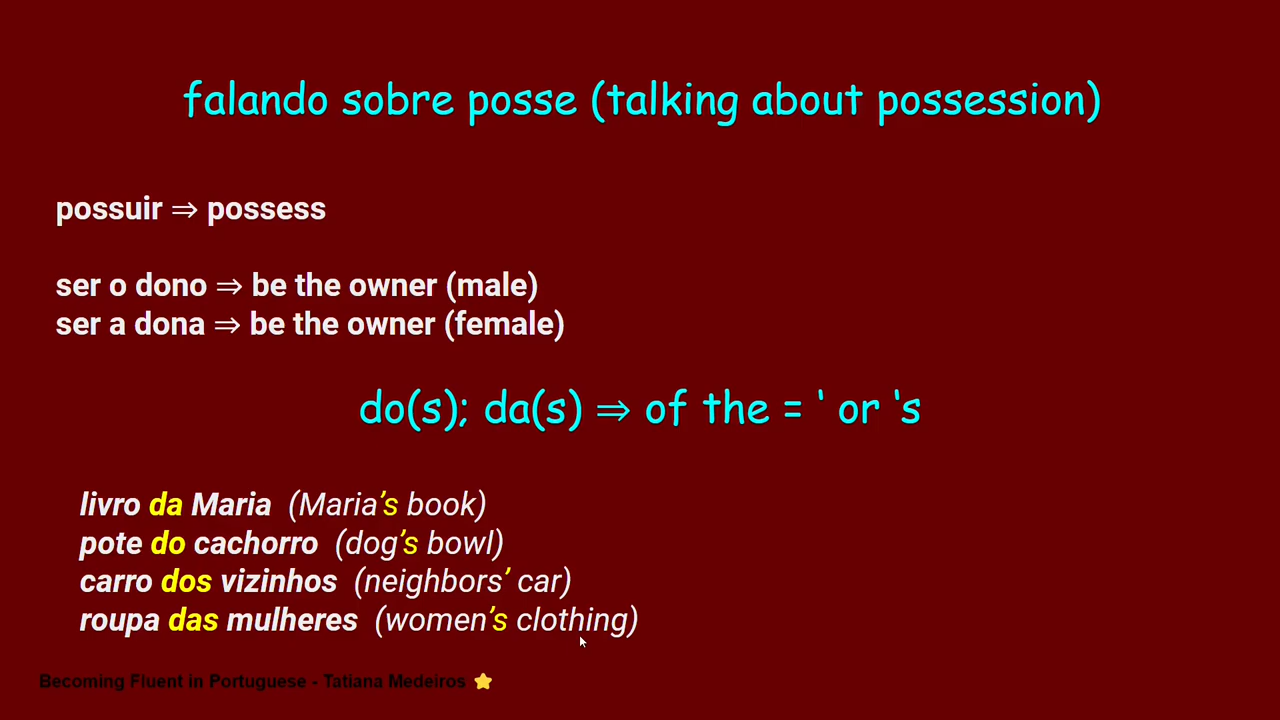 falando sobre posse (talking about possession)
possuir ⇒ possess
ser o dono ⇒ be the owner (male)
ser a dona ⇒ be the owner (female)
do(s); da(s) ⇒ of the = ‘ or ‘s
livro da Maria (Maria’s book)
pote do cachorro (dog’s bowl)
carro dos vizinhos (neighbors’ car)
roupa das mulheres (women’s clothing)
Becoming Fluent in Portuguese - Tatiana Medeiros